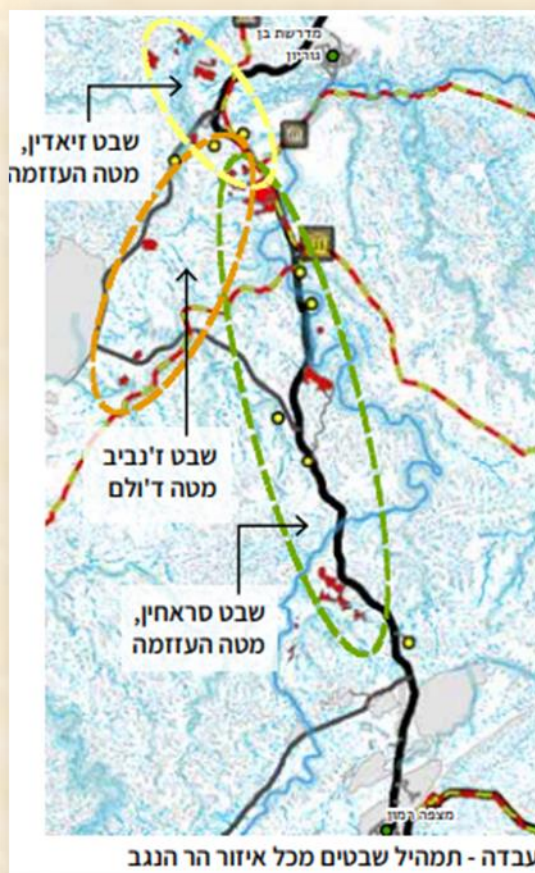 מדרשת בן
גוריון
שבט זיאדין,
מטה העזזמה
שבט ז'נביב
מטה ד'ולם
שבט סראחין,
מטה העזזמה
מצפה רמון
עבדה - תמהיל שבטים מכל איזור הר הנגב